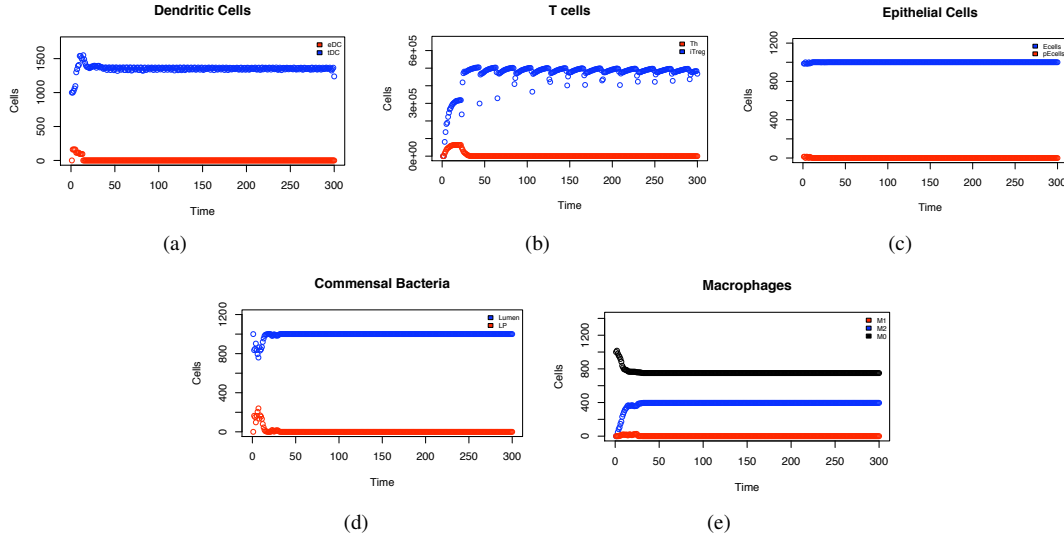 Dendritic Cells
eDC
tDC
Cells
0
500
1000
1500
0 50 100 150 200 250 300
Time
(a)
T cells
Th
iTreg
Cells
0e+00
3e+05
6e+05
0 50 100 150 200 250 300
Time
(b)
Epithelial Cells
Ecells
pEcells
Cells
0
400
800
1200
0 50 100 150 200 250 300
Time
(c)
Commensal Bacteria
Lumen
LP
Cells
0
400
800
1200
0 50 100 150 200 250 300
Time
(d)
Macrophages
M1
M2
M0
Cells
0
400
800
1200
0 50 100 150 200 250 300
Time
(e)